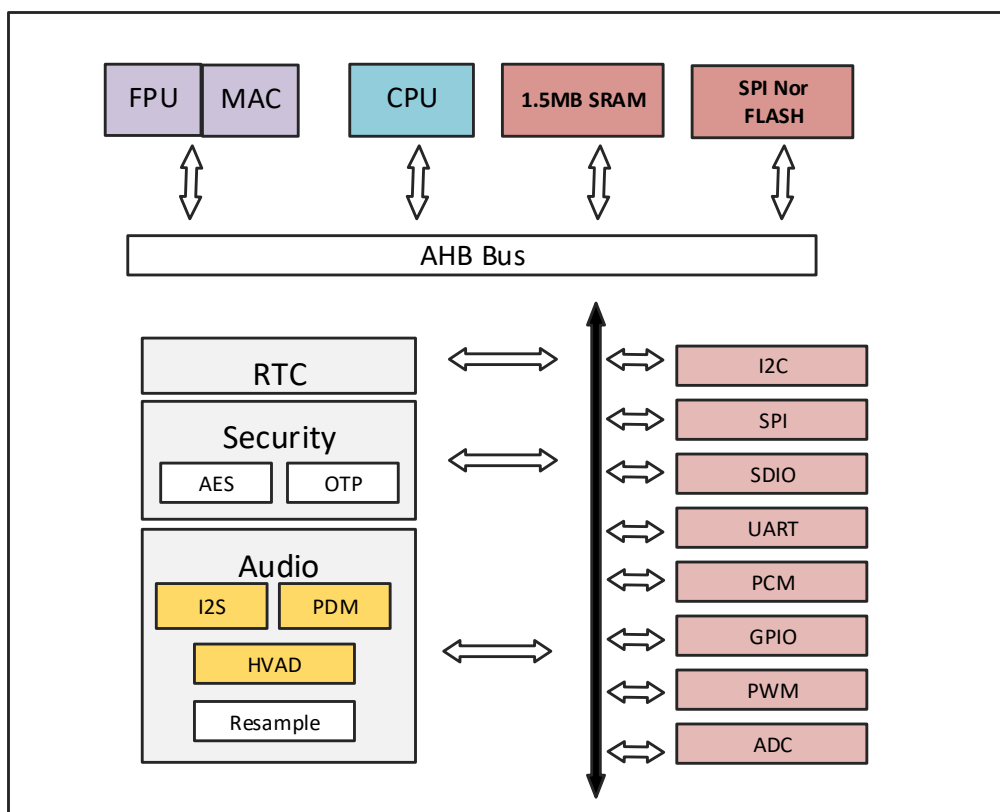 FPU
MAC
CPU
1.5MB SRAM
SPI Nor
FLASH
AHB Bus
RTC
Security
AES
OTP
Audio
I2S
PDM
HVAD
Resample
I2C
SPI
SDIO
UART
PCM
GPIO
PWM
ADC